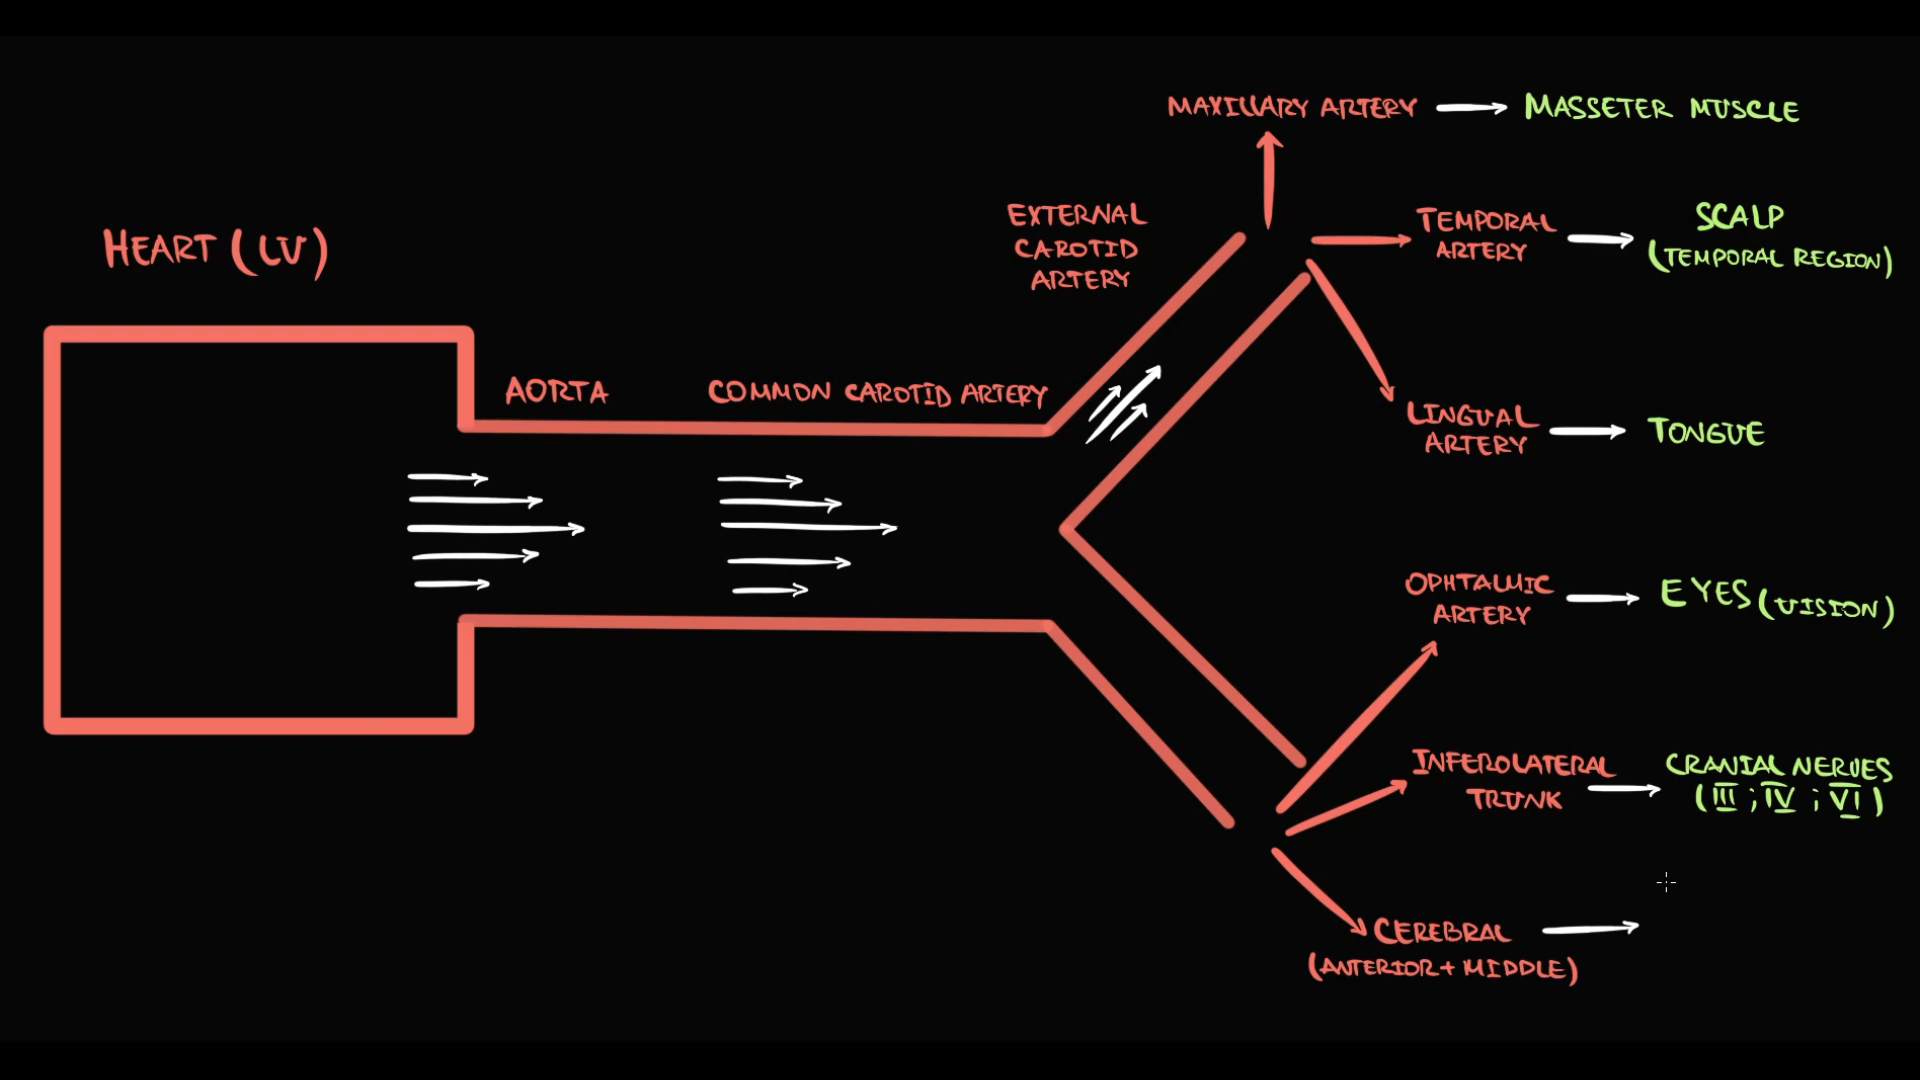 MAXILLARY ARTERY
MASSETER MUSCLE
EXTERNAL
CAROTID
ARTERY
TEMPORAL
ARTERY
SCALP
(TEMPORAL REGION)
HEART (LV)
AORTA
COMMON CAROTID ARTERY
LINGUAL
ARTERY
TONGUE
OPHTALMIC
ARTERY
EYES (VISION)
INFEROLATERAL
TRUNK
CRANIAL NERVES
(III ; IV ; VI)
CEREBRAL
(ANTERIOR + MIDDLE)